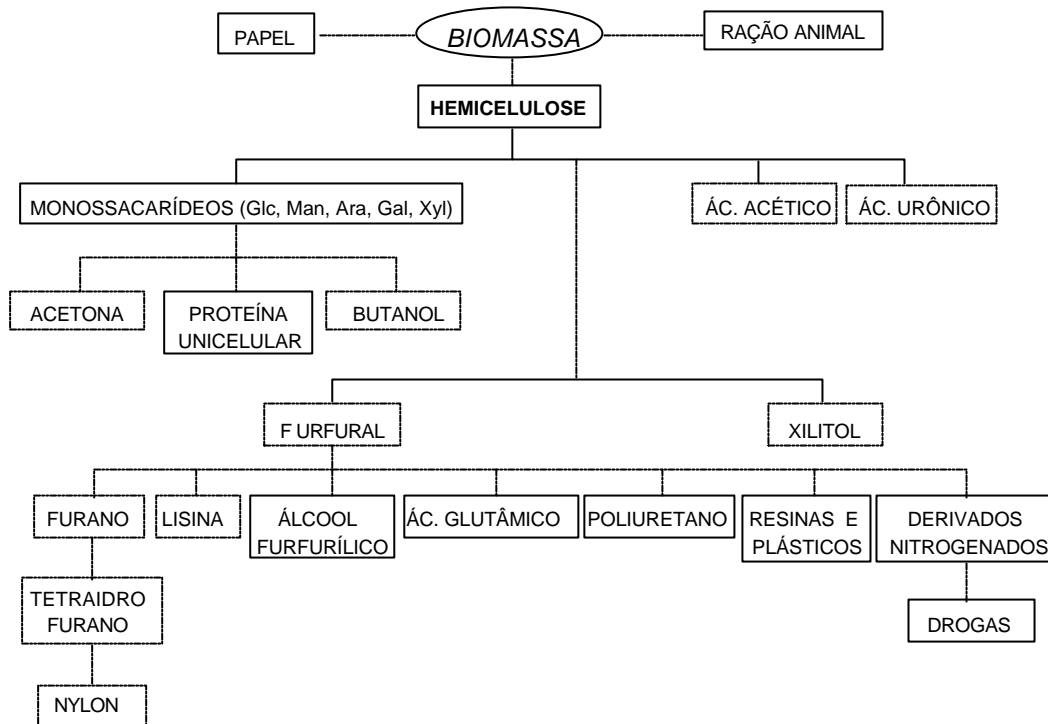 PAPEL
BIOMASSA
RAÇÃO ANIMAL
HEMICELULOSE
MONOSSACARÍDEOS (Glc, Man, Ara, Gal, Xyl)
ÁC. ACÉTICO
ÁC. URÔNICO
ACETONA
PROTEÍNA
UNICELULAR
BUTANOL
F URFURAL
XILITOL
FURANO
LISINA
ÁLCOOL
FURFURÍLICO
ÁC. GLUTÂMICO
POLIURETANO
RESINAS E
PLÁSTICOS
DERIVADOS
NITROGENADOS
TETRAIDRO
FURANO
DROGAS
NYLON